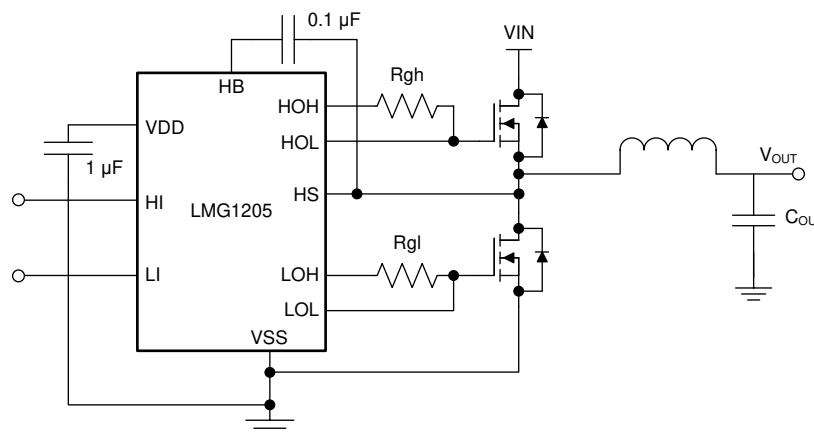 0.1 µF
VIN
HB
Rgh
HOH
VDD
HOL
1 µF
VOUT
HS
HI
LMG1205
COU
Rgl
LI
LOH
LOL
VSS